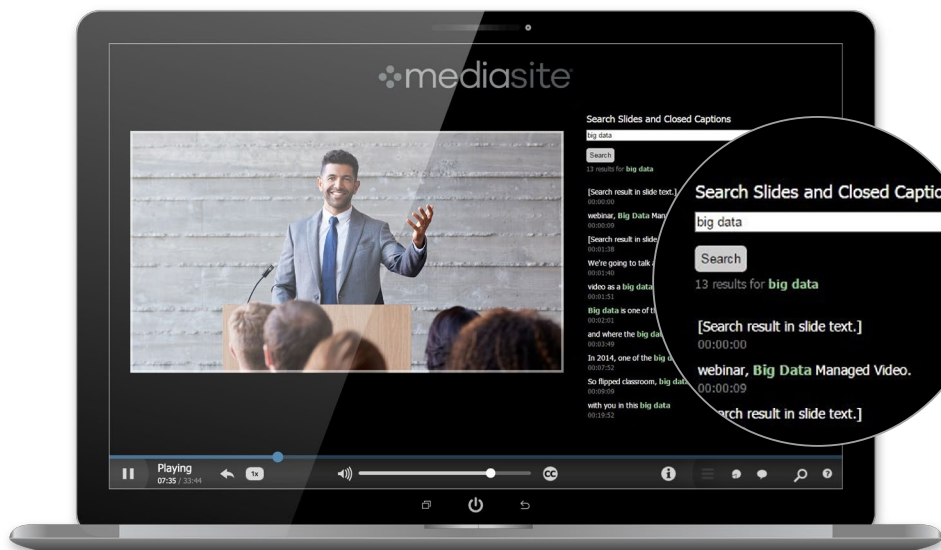 mediasite
Search Slides and Closed Captions
big data
Search
13 results for big data
[Search result in slide text.]
00:00:00
webinar, Big Data Man
00:00:09
[Search result in slide
00:01:38
We're going to talk
00:01:40
video as a big data
00:01:51
Big data is one of
00:02:01
and where the big da
00:03:49
In 2014, one of the big
00:07:52
So flipped classroom, big data
00:09:09
with you in this big data
00:19:52
Search Slides and Closed Captio
big data
Search
13 results for big data
[Search result in slide text.]
00:00:00
webinar, Big Data Managed Video.
00:00:09
rch result in slide text.]
Playing
07:35 / 33:44
1x
CC